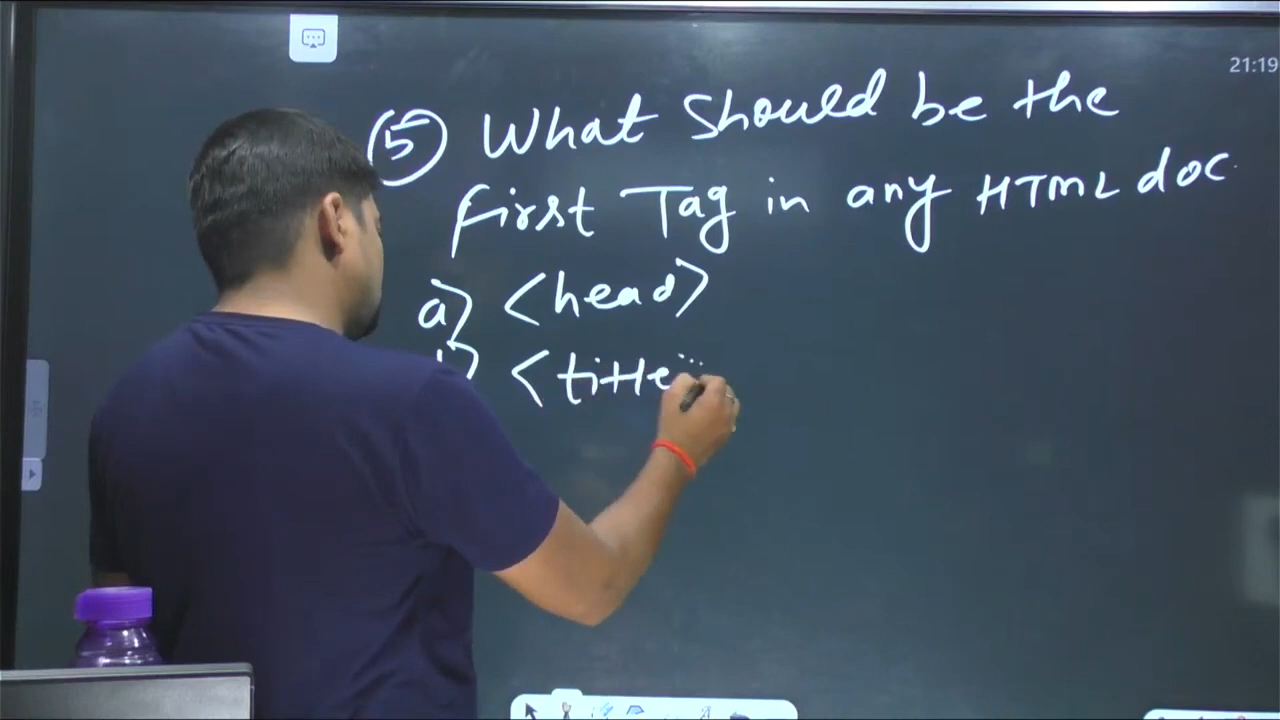 21:19
⑤ What should be the
first Tag in any HTML doc.
a) <head>
b) <title